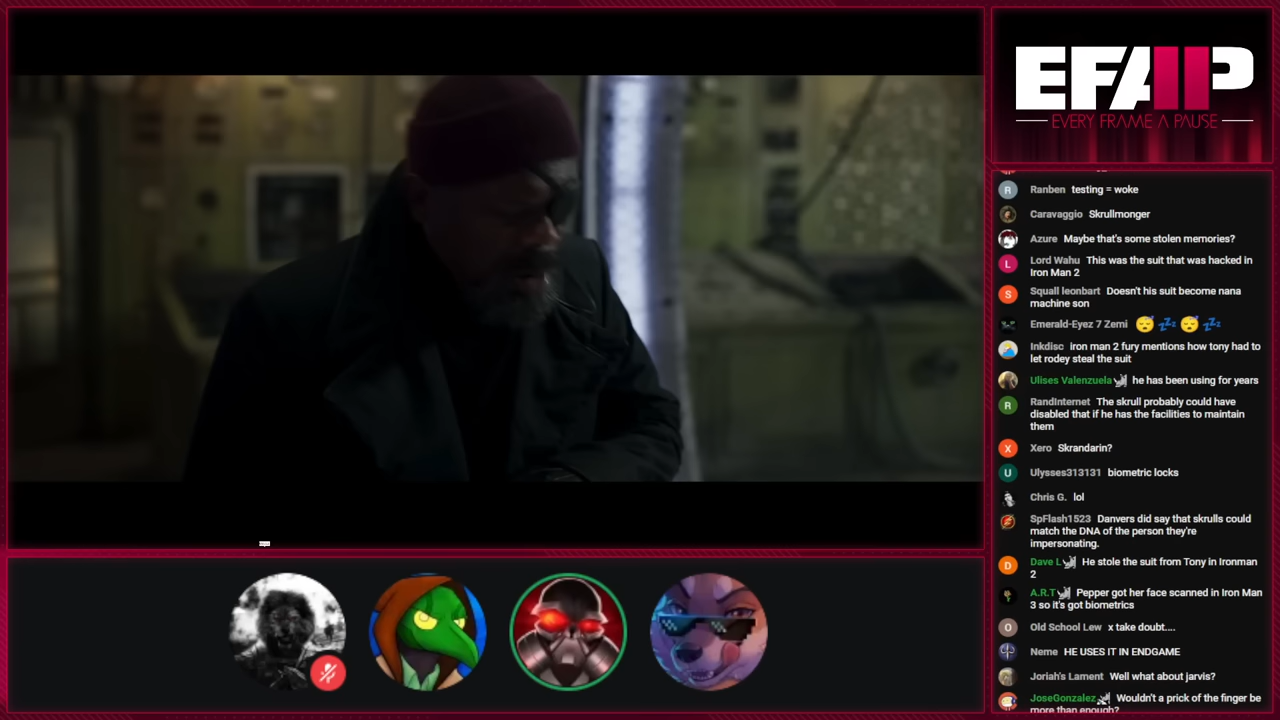 EFAP
EVERY FRAME A PAUSE
R Ranben testing = woke
Caravaggio Skrullmonger
Azure Maybe that's some stolen memories?
L Lord Wahu This was the suit that was hacked in
Iron Man 2
S Squall leonbart Doesn't his suit become nana
machine son
Emerald-Eyez 7 Zemi 😴 💤 😴 💤
Inkdisc iron man 2 fury mentions how tony had to
let rodey steal the suit
Ulises Valenzuela he has been using for years
R RandInternet The skrull probably could have
disabled that if he has the facilities to maintain
them
X Xero Skrandarin?
U Ulysses313131 biometric locks
Chris G. lol
SpFlash1523 Danvers did say that skrulls could
match the DNA of the person they're
impersonating.
D Dave L He stole the suit from Tony in Ironman
2
A.R.T Pepper got her face scanned in Iron Man
3 so it's got biometrics
O Old School Lew x take doubt....
Neme HE USES IT IN ENDGAME
Joriah's Lament Well what about jarvis?
JoseGonzalez Wouldn't a prick of the finger be
more than enough?